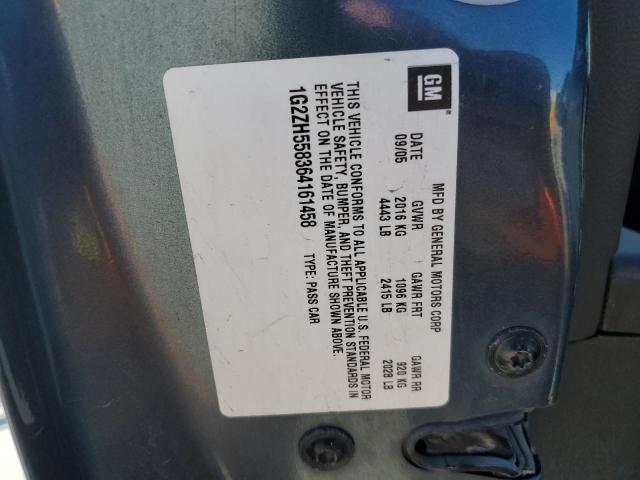 GM
MFD BY GENERAL MOTORS CORP
DATE GVWR GAWR FRT GAWR RR
09/05 2016 KG 1096 KG 920 KG
4443 LB 2415 LB 2028 LB
THIS VEHICLE CONFORMS TO ALL APPLICABLE U.S. FEDERAL MOTOR
VEHICLE SAFETY, BUMPER, AND THEFT PREVENTION STANDARDS IN
EFFECT ON THE DATE OF MANUFACTURE SHOWN ABOVE.
1G2ZH558364161458 TYPE: PASS CAR